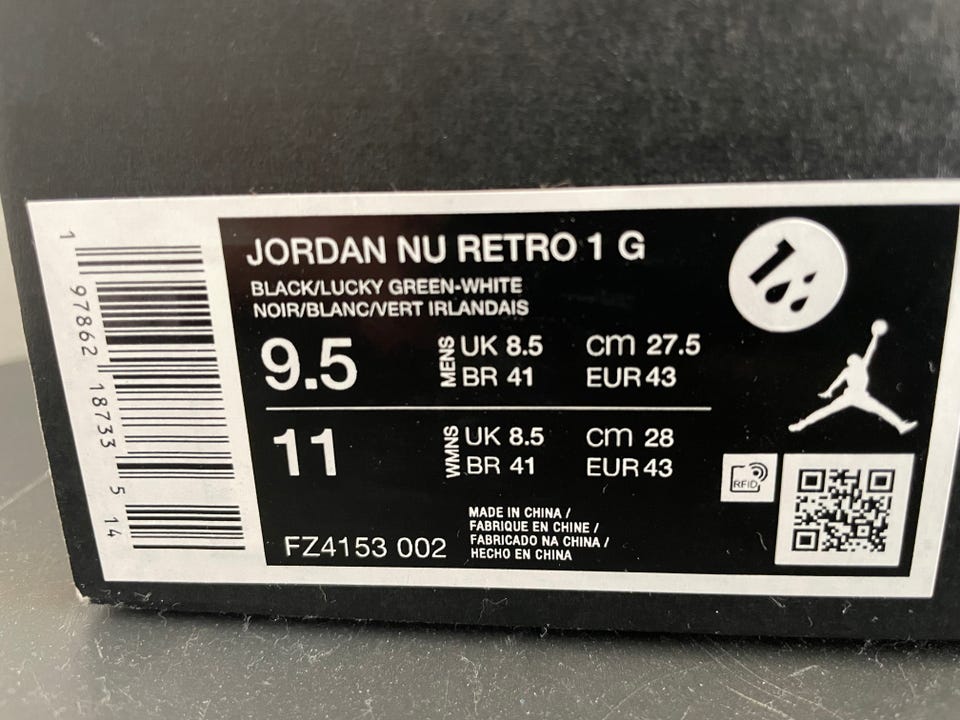 1 97862 18733 5 14
JORDAN NU RETRO 1 G
BLACK/LUCKY GREEN-WHITE
NOIR/BLANC/VERT IRLANDAIS
9.5 MENS UK 8.5 cm 27.5
BR 41 EUR 43
11 WMNS UK 8.5 cm 28
BR 41 EUR 43
RFID
FZ4153 002
MADE IN CHINA /
FABRIQUE EN CHINE /
FABRICADO NA CHINA /
HECHO EN CHINA